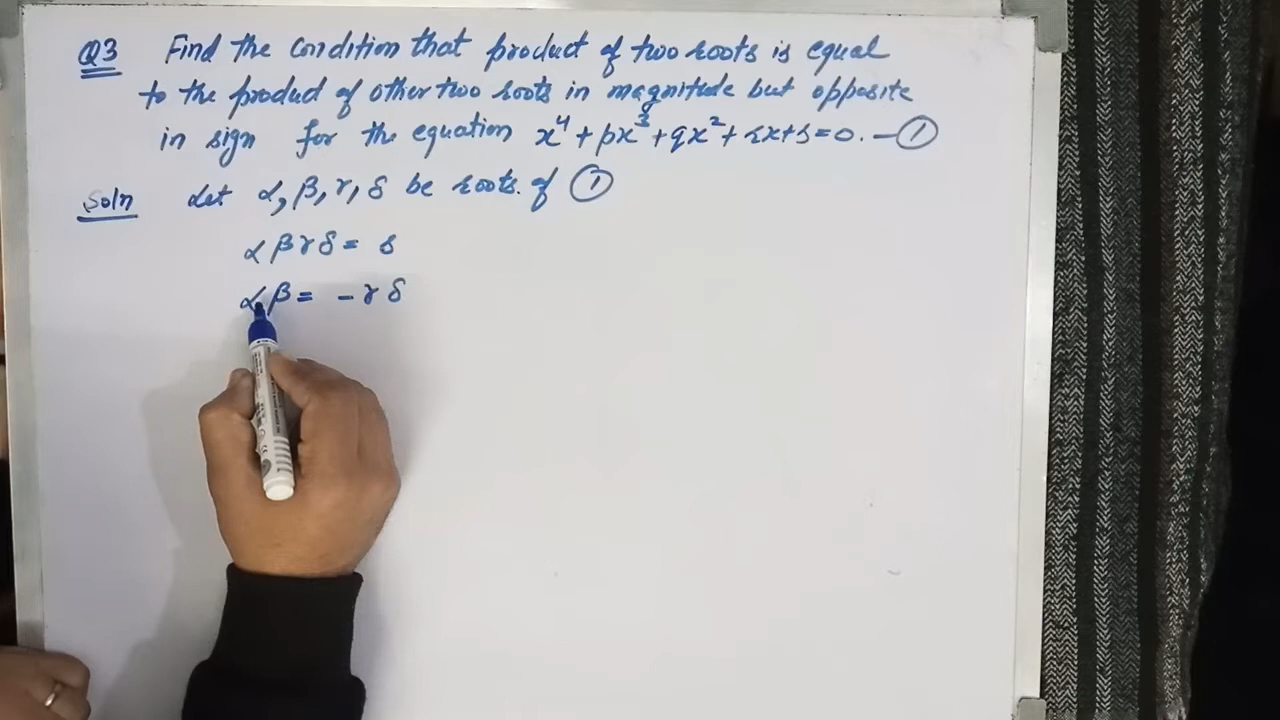 Q3 Find the condition that product of two roots is equal
to the product of other two roots in magnitude but opposite
in sign for the equation x⁴ + px³ + qx² + rx + s = 0. — ①
Soln Let α, β, γ, δ be roots of ①
αβγδ = s
αβ = - γδ